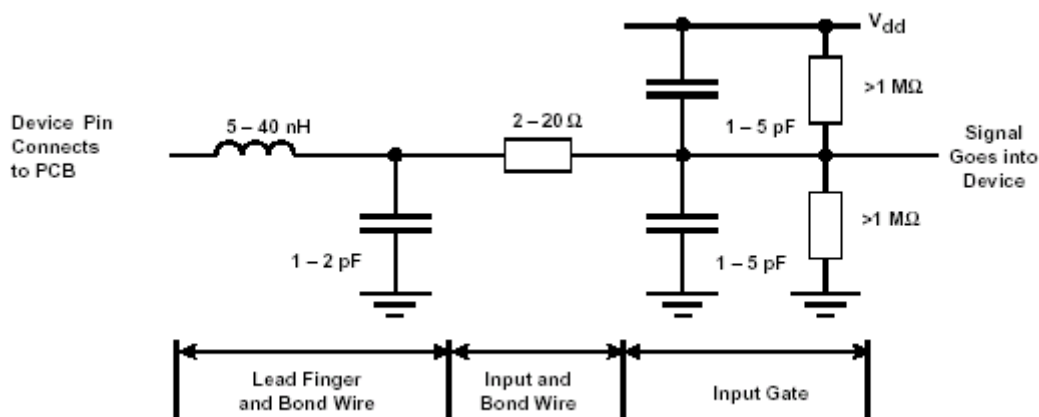 V_dd
>1 MΩ
5 – 40 nH
2 – 20 Ω
1 – 5 pF
Device Pin
Connects
to PCB
Signal
Goes into
Device
>1 MΩ
1 – 2 pF
1 – 5 pF
Lead Finger
and Bond Wire
Input and
Bond Wire
Input Gate